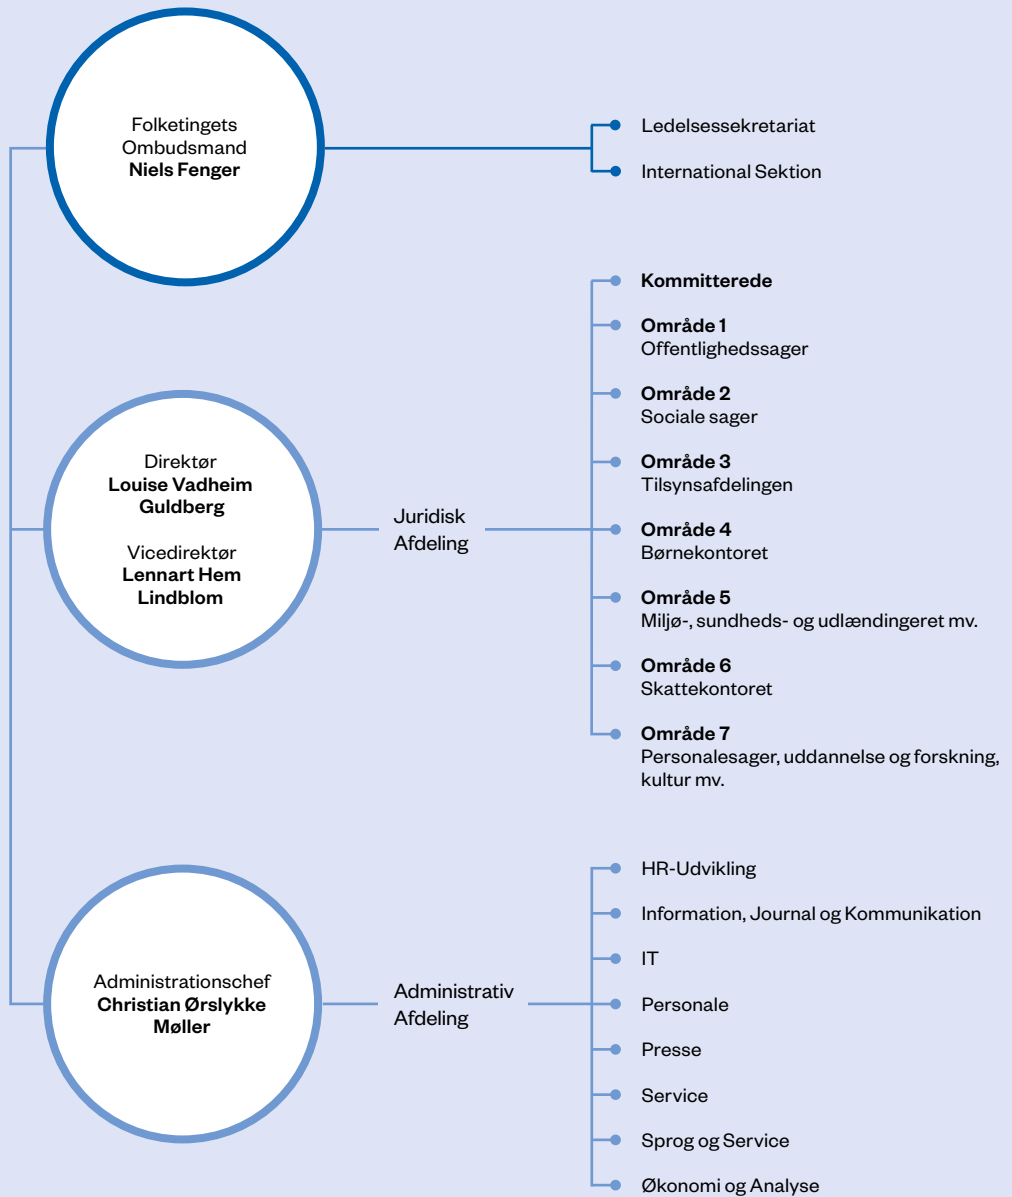 Folketingets
Ombudsmand
Niels Fenger
Ledelsessekretariat
International Sektion
Direktør
Louise Vadheim
Guldberg
Vicedirektør
Lennart Hem
Lindblom
Juridisk
Afdeling
Kommitterede
Område 1
Offentlighedssager
Område 2
Sociale sager
Område 3
Tilsynsafdelingen
Område 4
Børnekontoret
Område 5
Miljø-, sundheds- og udlændingeret mv.
Område 6
Skattekontoret
Område 7
Personalesager, uddannelse og forskning,
kultur mv.
Administrationschef
Christian Ørslykke
Møller
Administrativ
Afdeling
HR-Udvikling
Information, Journal og Kommunikation
IT
Personale
Presse
Service
Sprog og Service
Økonomi og Analyse